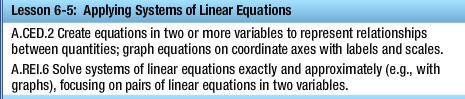 Lesson 6-5: Applying Systems of Linear Equations
A.CED.2 Create equations in two or more variables to represent relationships
between quantities; graph equations on coordinate axes with labels and scales.
A.REI.6 Solve systems of linear equations exactly and approximately (e.g., with
graphs), focusing on pairs of linear equations in two variables.